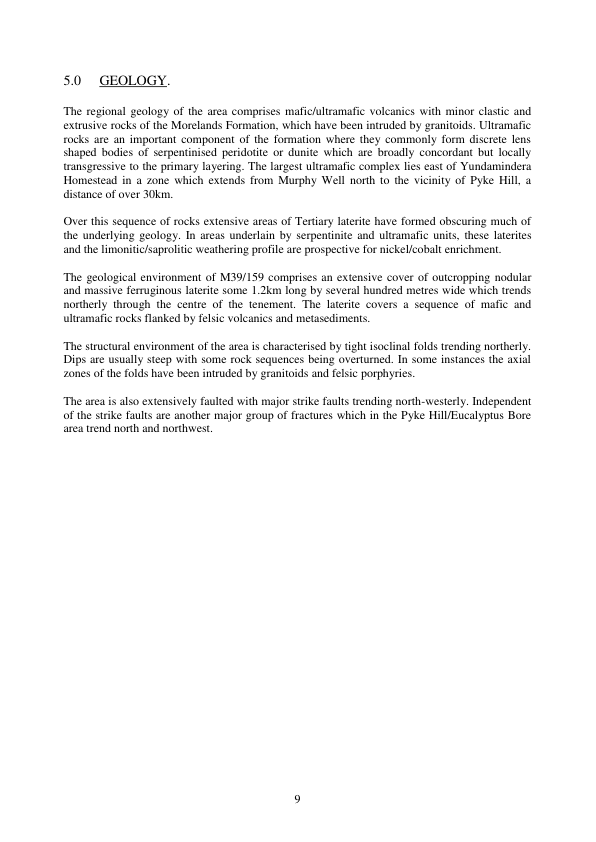 5.0 GEOLOGY.
The regional geology of the area comprises mafic/ultramafic volcanics with minor clastic and
extrusive rocks of the Morelands Formation, which have been intruded by granitoids. Ultramafic
rocks are an important component of the formation where they commonly form discrete lens
shaped bodies of serpentinised peridotite or dunite which are broadly concordant but locally
transgressive to the primary layering. The largest ultramafic complex lies east of Yundamindera
Homestead in a zone which extends from Murphy Well north to the vicinity of Pyke Hill, a
distance of over 30km.
Over this sequence of rocks extensive areas of Tertiary laterite have formed obscuring much of
the underlying geology. In areas underlain by serpentinite and ultramafic units, these laterites
and the limonitic/saprolitic weathering profile are prospective for nickel/cobalt enrichment.
The geological environment of M39/159 comprises an extensive cover of outcropping nodular
and massive ferruginous laterite some 1.2km long by several hundred metres wide which trends
northerly through the centre of the tenement. The laterite covers a sequence of mafic and
ultramafic rocks flanked by felsic volcanics and metasediments.
The structural environment of the area is characterised by tight isoclinal folds trending northerly.
Dips are usually steep with some rock sequences being overturned. In some instances the axial
zones of the folds have been intruded by granitoids and felsic porphyries.
The area is also extensively faulted with major strike faults trending north-westerly. Independent
of the strike faults are another major group of fractures which in the Pyke Hill/Eucalyptus Bore
area trend north and northwest.
9